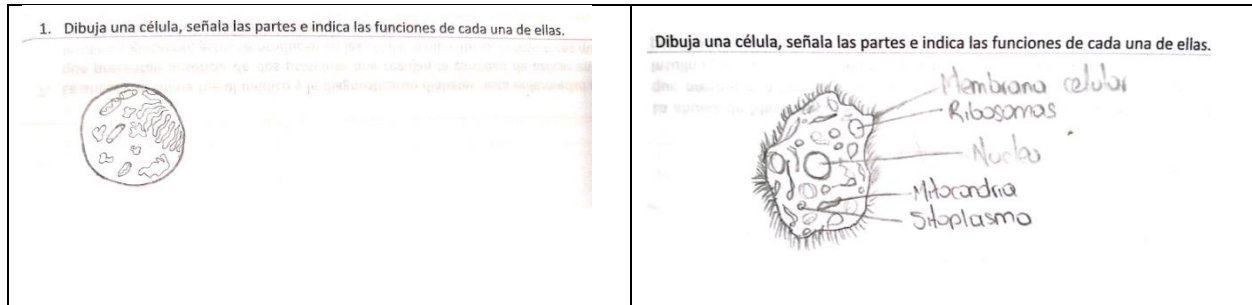 1. Dibuja una célula, señala las partes e indica las funciones de cada una de ellas.
Dibuja una célula, señala las partes e indica las funciones de cada una de ellas.
Membrana celular
Ribosomas
Nucleo
Mitocondria
Sitoplasma